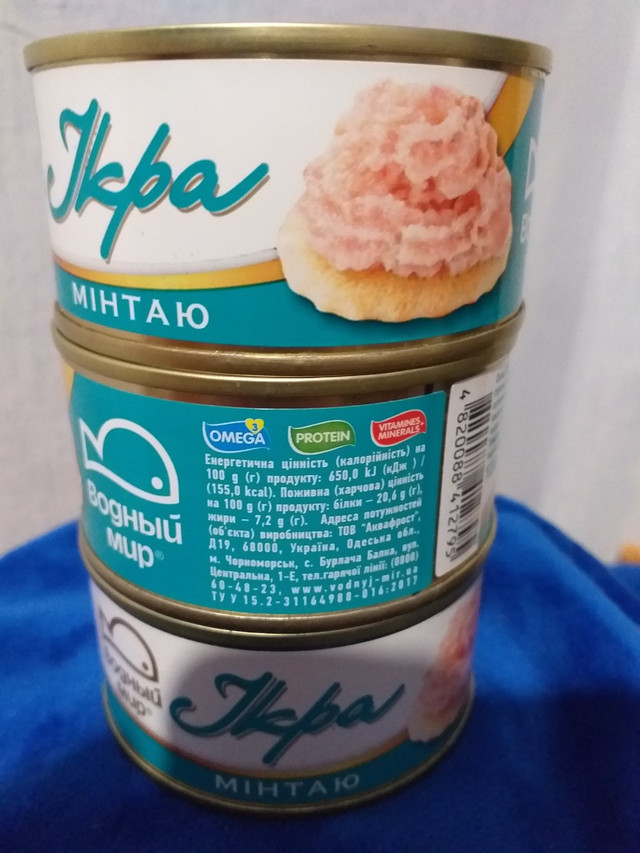 Ікра
МІНТАЮ
Водный
мир®
OMEGA 3
PROTEIN
VITAMINES
MINERALS
Енергетична цінність (калорійність) на
100 g (г) продукту: 650,0 kJ (кДж ) /
(155,0 kcal). Поживна (харчова) цінність
на 100 g (г) продукту: білки – 20,6 g (г),
жири – 7,2 g (г). Адреса потужностей
(об'єкта) виробництва: ТОВ "Аквафрост",
Д19, 68000, Україна, Одеська обл.,
м. Чорноморськ, с. Бурлача Балка, вул.
Центральна, 1-Е, тел.гарячої лінії: (0800)
60-48-23, www.vodnyj-mir.ua
ТУ У 15.2-31164988-016:2017
4 820088 412795
Водный
мир®
Ікра
МІНТАЮ